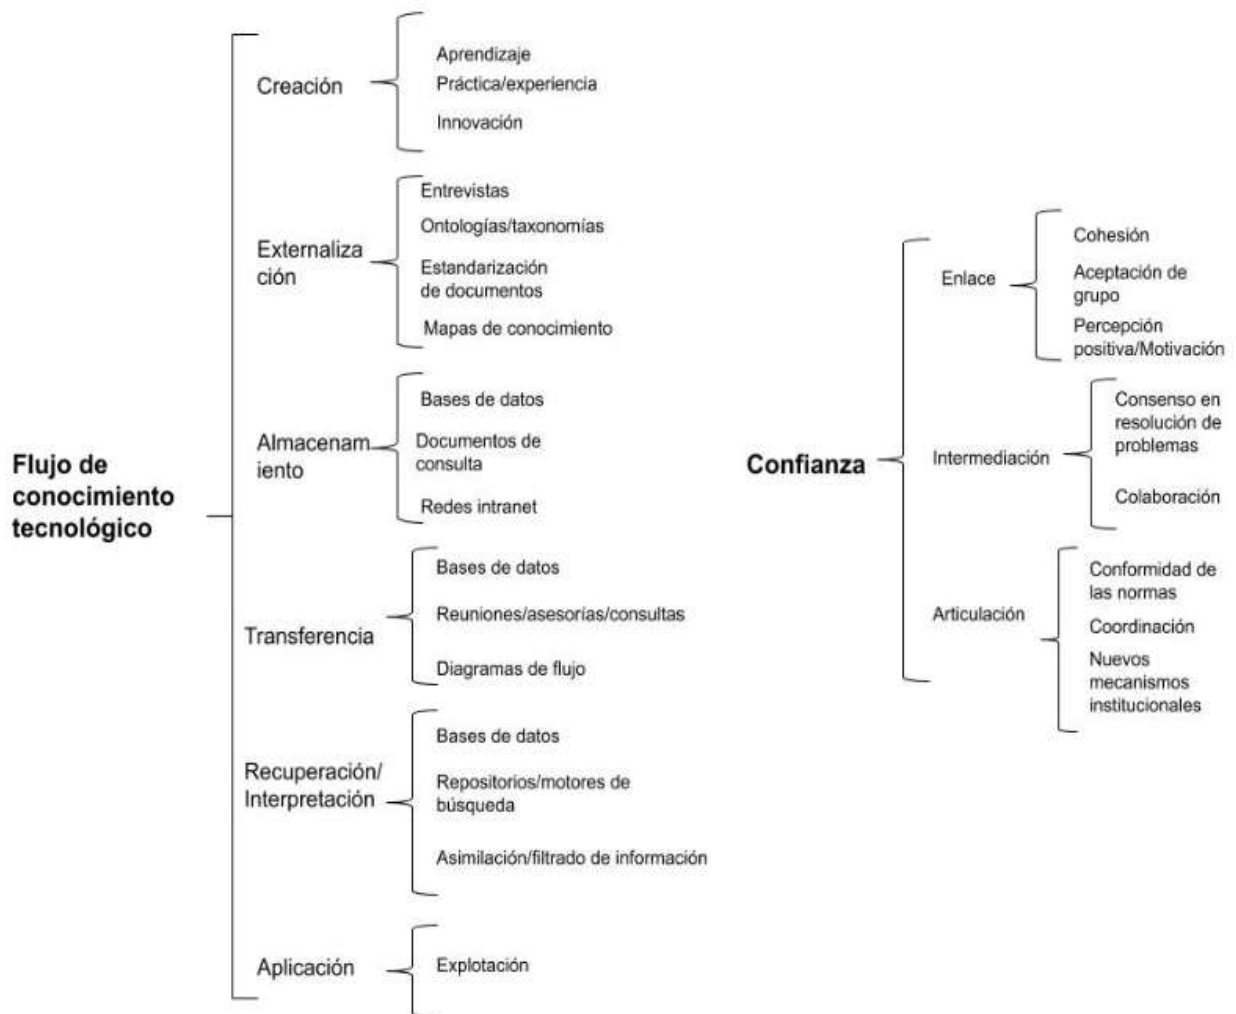 Flujo de
conocimiento
tecnológico
Creación
Aprendizaje
Práctica/experiencia
Innovación
Externaliza
ción
Entrevistas
Ontologías/taxonomías
Estandarización
de documentos
Mapas de conocimiento
Almacenam
iento
Bases de datos
Documentos de
consulta
Redes intranet
Transferencia
Bases de datos
Reuniones/asesorías/consultas
Diagramas de flujo
Recuperación/
Interpretación
Bases de datos
Repositorios/motores de
búsqueda
Asimilación/filtrado de información
Aplicación
Explotación
Confianza
Enlace
Cohesión
Aceptación de
grupo
Percepción
positiva/Motivación
Intermediación
Consenso en
resolución de
problemas
Colaboración
Articulación
Conformidad de
las normas
Coordinación
Nuevos
mecanismos
institucionales